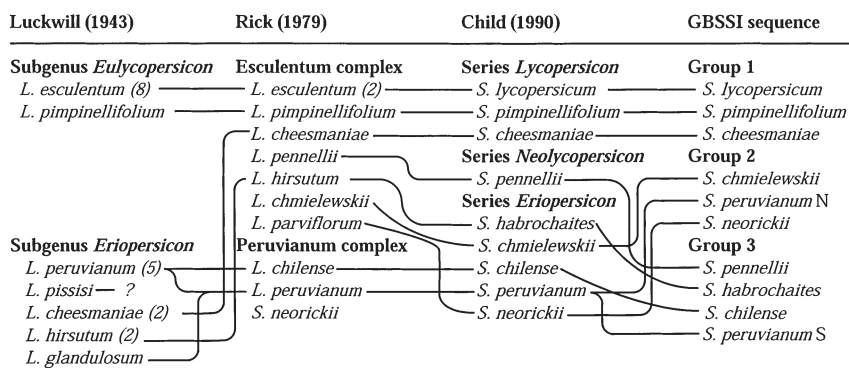 Luckwill (1943) Rick (1979) Child (1990) GBSSI sequence
Subgenus Eulycopersicon Esculentum complex Series Lycopersicon Group 1
L. esculentum (8) L. esculentum (2) S. lycopersicum S. lycopersicum
L. pimpinellifolium L. pimpinellifolium S. pimpinellifolium S. pimpinellifolium
L. cheesmaniae S. cheesmaniae S. cheesmaniae
L. pennellii Series Neolycopersicon Group 2
L. hirsutum S. pennellii S. chmielewskii
L. chmielewskii Series Eriopersicon S. peruvianum N
L. parviflorum S. habrochaites S. neorickii
Subgenus Eriopersicon Peruvianum complex S. chmielewskii Group 3
L. peruvianum (5) L. chilense S. chilense S. pennellii
L. pissisi — ? L. peruvianum S. peruvianum S. habrochaites
L. cheesmaniae (2) S. neorickii S. neorickii S. chilense
L. hirsutum (2) S. peruvianum S
L. glandulosum